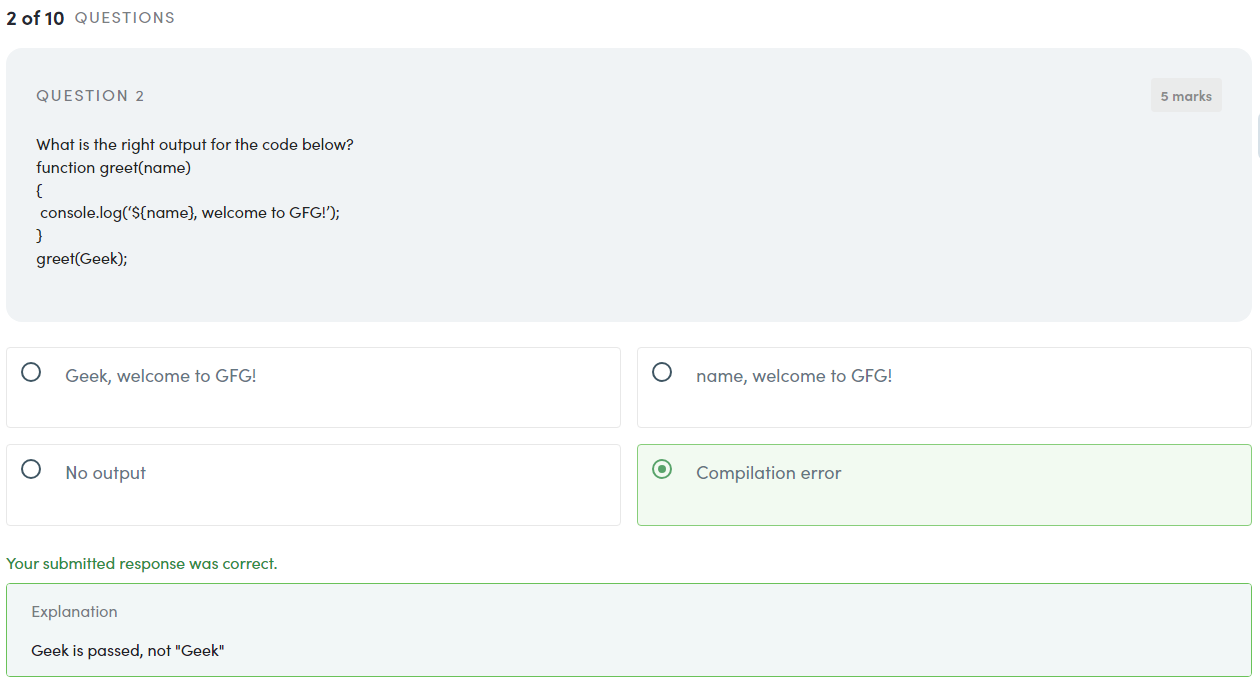 2 of 10 QUESTIONS
QUESTION 2
5 marks
What is the right output for the code below?
function greet(name)
{
console.log(‘${name}, welcome to GFG!’);
}
greet(Geek);
Geek, welcome to GFG!
name, welcome to GFG!
No output
Compilation error
Your submitted response was correct.
Explanation
Geek is passed, not "Geek"